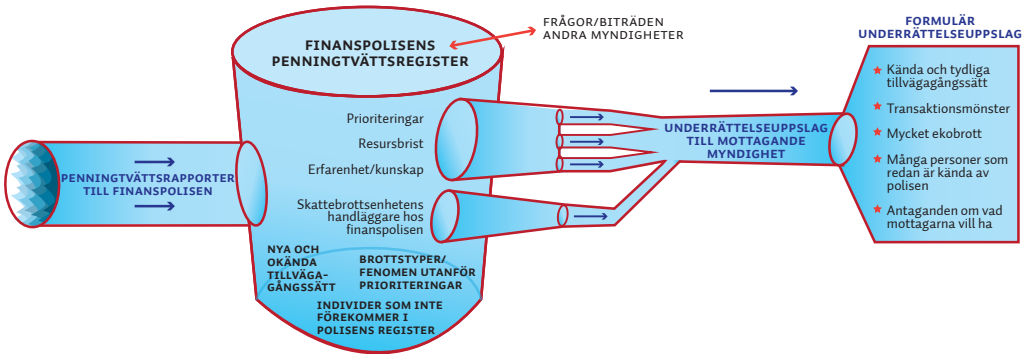 PENNINGTVÄTTSRAPPORTER
TILL FINANSPOLISEN
FINANSPOLISENS
PENNINGTVÄTTSREGISTER
FRÅGOR/BITRÄDEN
ANDRA MYNDIGHETER
Prioriteringar
Resursbrist
Erfarenhet/kunskap
Skattebrottsenhetens
handläggare hos
finanspolisen
NYA OCH
OKÄNDA
TILLVÄGA-
GÅNGSSÄTT
BROTTSTYPER/
FENOMEN UTANFÖR
PRIORITERINGAR
INDIVIDER SOM INTE
FÖREKOMMER I
POLISENS REGISTER
UNDERRÄTTELSEUPPSLAG
TILL MOTTAGANDE
MYNDIGHET
FORMULÄR
UNDERRÄTTELSEUPPSLAG
Kända och tydliga
tillvägagångssätt
Transaktionsmönster
Mycket ekobrott
Många personer som
redan är kända av
polisen
Antaganden om vad
mottagarna vill ha